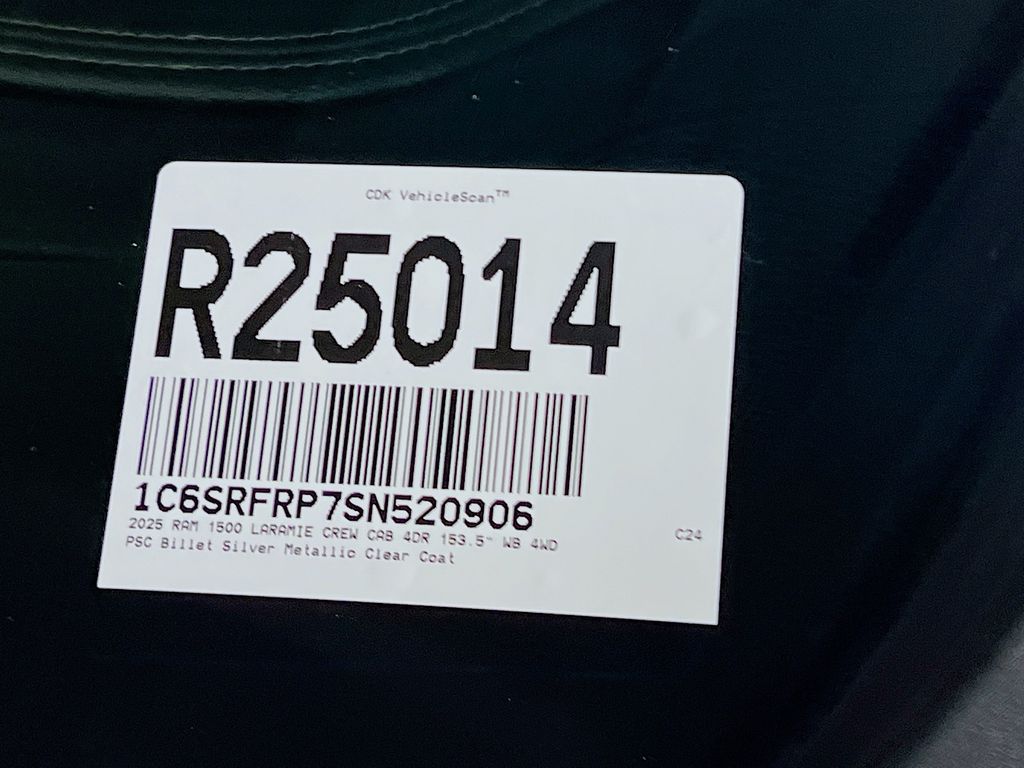 CDK VehicleScan™
R25014
1C6SRFRP7SN520906
2025 RAM 1500 LARAMIE CREW CAB 4DR 153.5" WB 4WD
C24
PSC Billet Silver Metallic Clear Coat